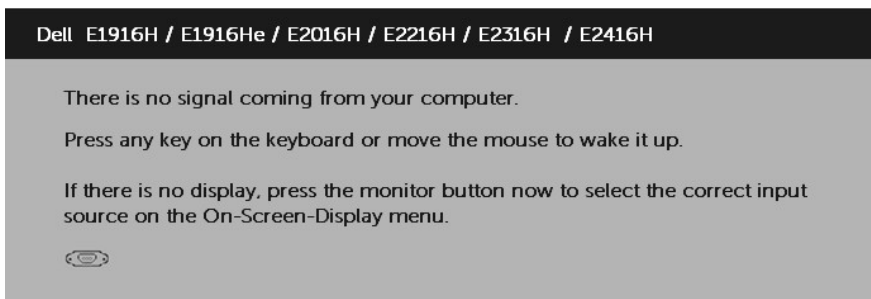 Dell E1916H / E1916He / E2016H / E2216H / E2316H / E2416H
There is no signal coming from your computer.
Press any key on the keyboard or move the mouse to wake it up.
If there is no display, press the monitor button now to select the correct input
source on the On-Screen-Display menu.